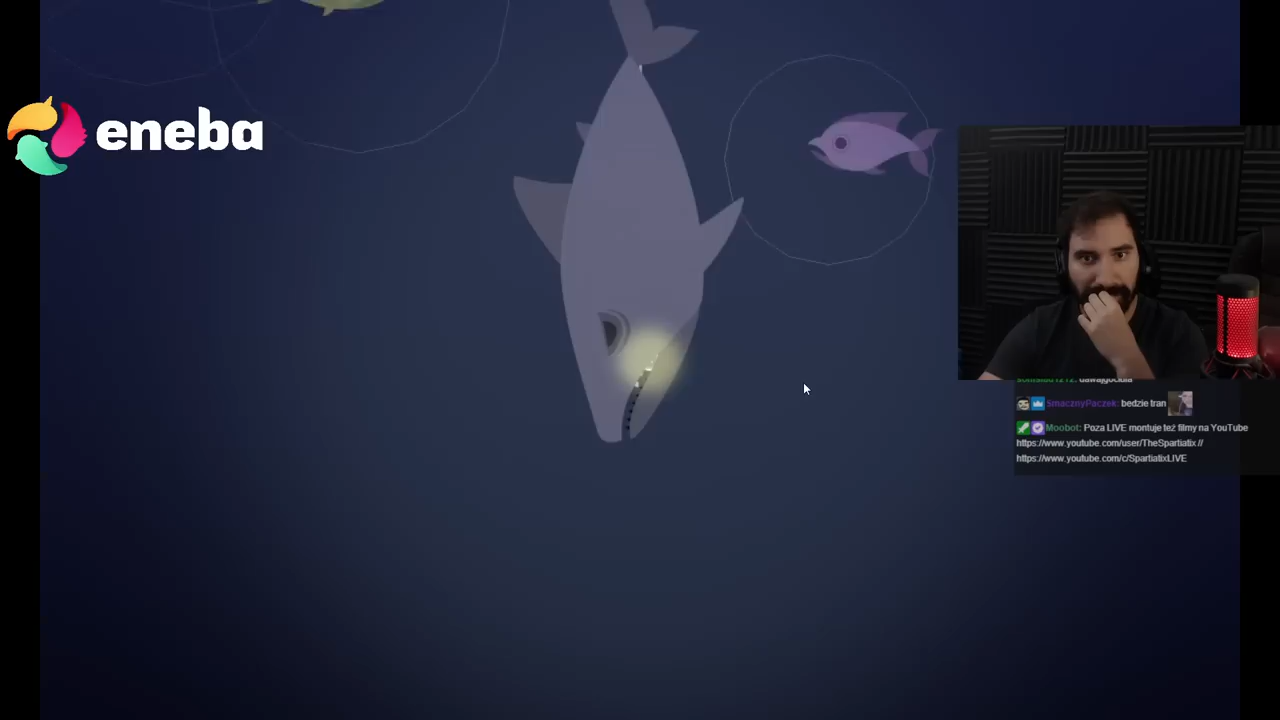 eneba
SmacznyPaczek: bedzie tran
Moobot: Poza LIVE montuje też filmy na YouTube
https://www.youtube.com/user/TheSpartiatix //
https://www.youtube.com/c/SpartiatixLIVE